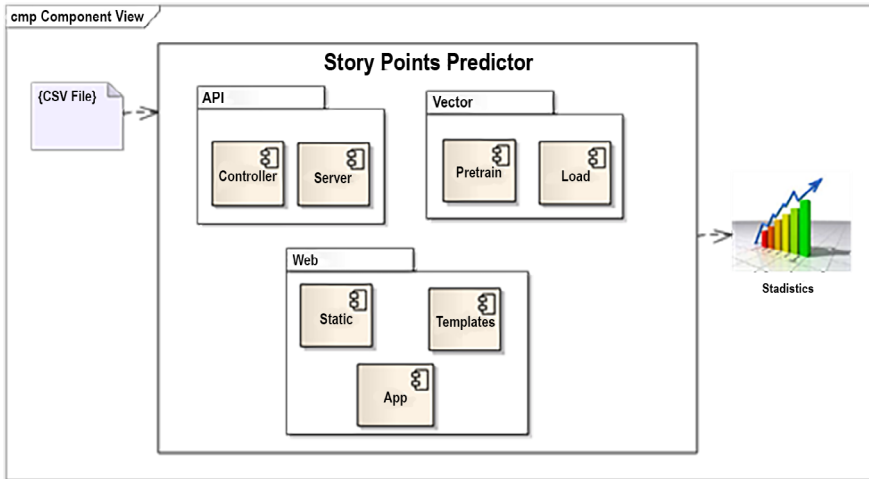 cmp Component View
Story Points Predictor
{CSV File}
API
Controller
Server
Vector
Pretrain
Load
Web
Static
Templates
App
Stadistics